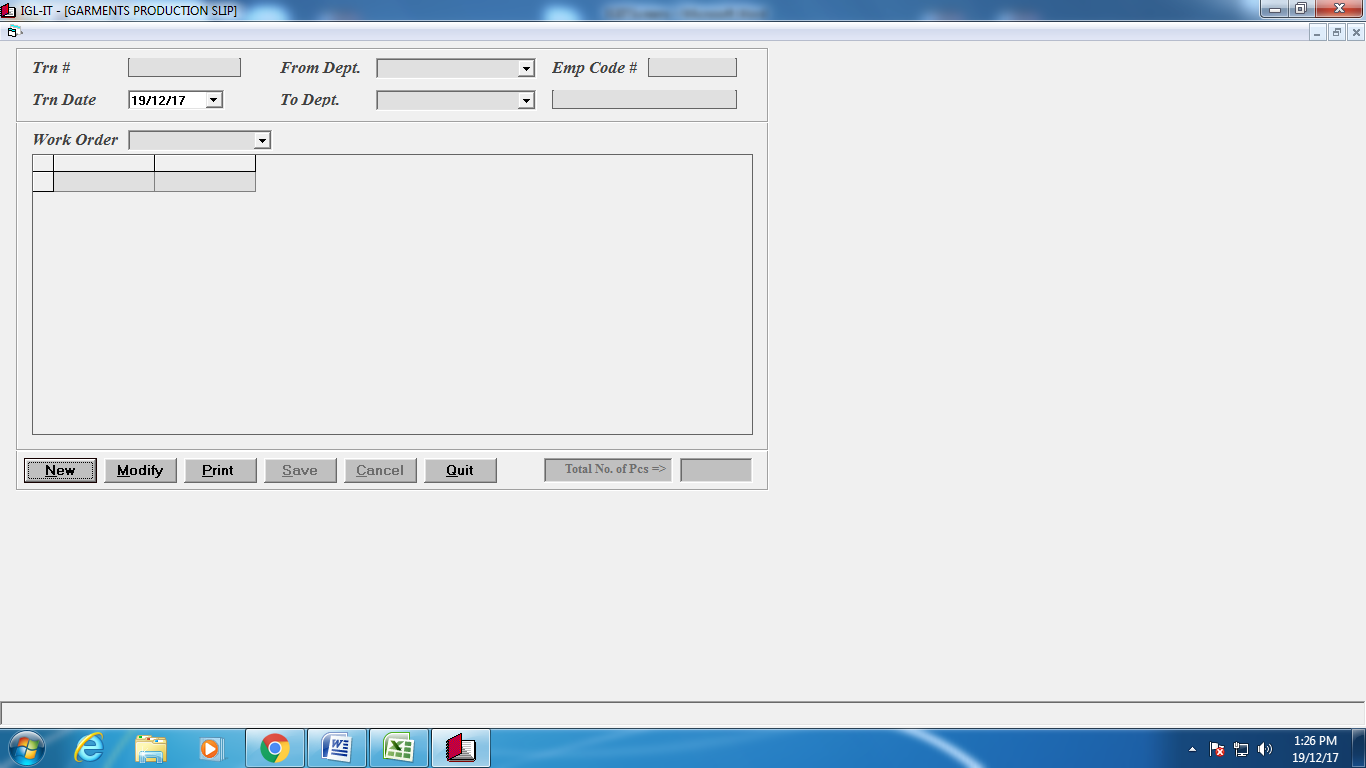 IGL-IT - [GARMENTS PRODUCTION SLIP]
Trn # From Dept. Emp Code #
Trn Date 19/12/17 To Dept.
Work Order
New Modify Print Save Cancel Quit Total No. of Pcs =>
1:26 PM
19/12/17